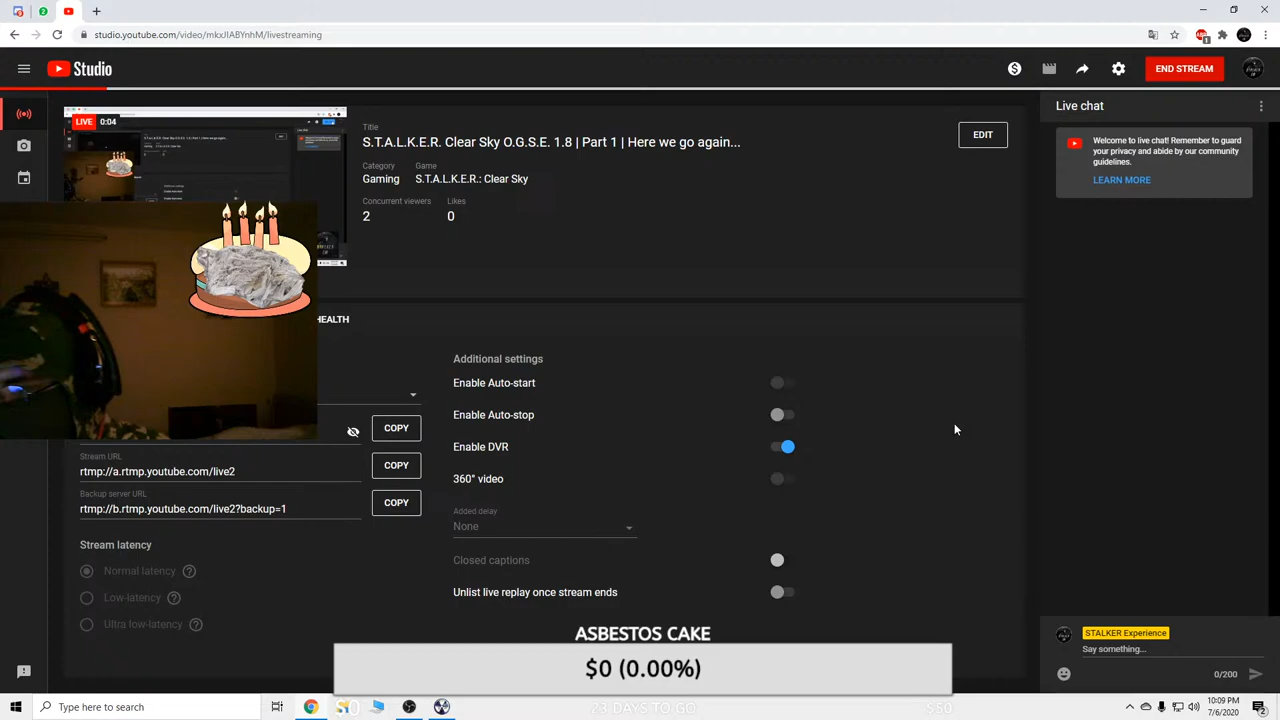 studio.youtube.com/video/mkxJIABYnhM/livestreaming
Studio
END STREAM
LIVE 0:04
Title
S.T.A.L.K.E.R. Clear Sky O.G.S.E. 1.8 | Part 1 | Here we go again...
EDIT
Category
Game
Gaming
S.T.A.L.K.E.R.: Clear Sky
Concurrent viewers
Likes
2
0
Live chat
Welcome to live chat! Remember to guard
your privacy and abide by our community
guidelines.
LEARN MORE
HEALTH
COPY
Stream URL
rtmp://a.rtmp.youtube.com/live2
COPY
Backup server URL
rtmp://b.rtmp.youtube.com/live2?backup=1
COPY
Stream latency
Normal latency
Low-latency
Ultra low-latency
Additional settings
Enable Auto-start
Enable Auto-stop
Enable DVR
360° video
Added delay
None
Closed captions
Unlist live replay once stream ends
ASBESTOS CAKE
$0 (0.00%)
23 DAYS TO GO
$50
STALKER Experience
Say something...
0/200
Type here to search
10:09 PM
7/6/2020
2